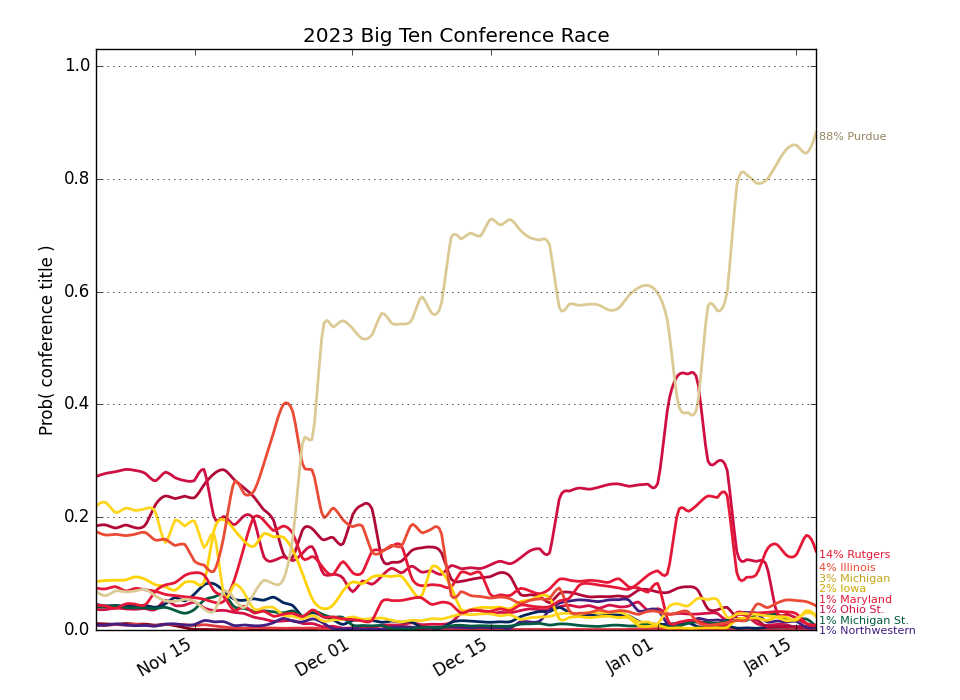 2023 Big Ten Conference Race
Prob( conference title )
1.0
0.8
0.6
0.4
0.2
0.0
Nov 15
Dec 01
Dec 15
Jan 01
Jan 15
88% Purdue
14% Rutgers
4% Illinois
3% Michigan
2% Iowa
1% Maryland
1% Ohio St.
1% Michigan St.
1% Northwestern